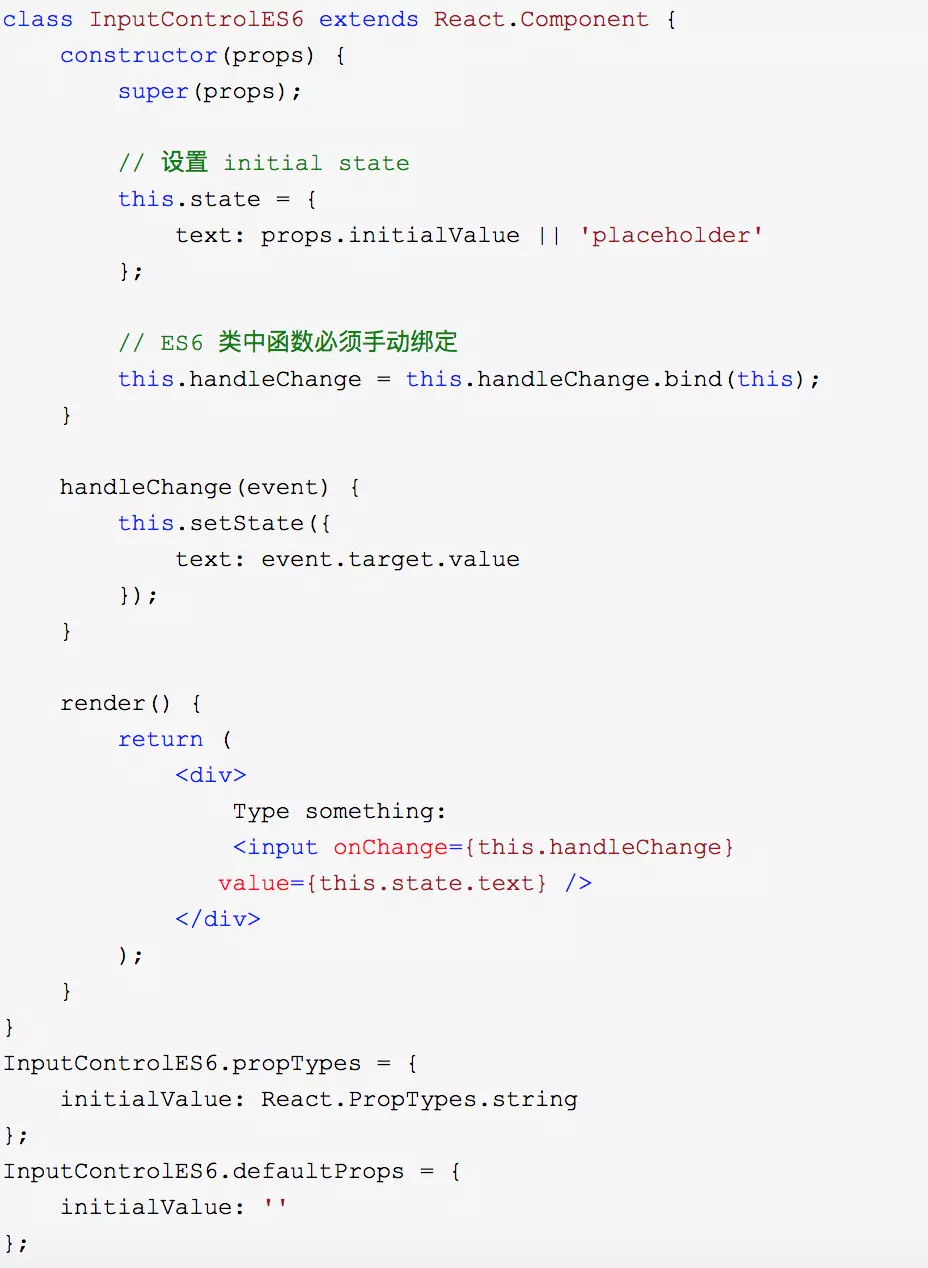 class InputControlES6 extends React.Component {
    constructor(props) {
        super(props);

        // 设置 initial state
        this.state = {
            text: props.initialValue || 'placeholder'
        };

        // ES6 类中函数必须手动绑定
        this.handleChange = this.handleChange.bind(this);
    }

    handleChange(event) {
        this.setState({
            text: event.target.value
        });
    }

    render() {
        return (
            <div>
                Type something:
                <input onChange={this.handleChange}
               value={this.state.text} />
            </div>
        );
    }
}
InputControlES6.propTypes = {
    initialValue: React.PropTypes.string
};
InputControlES6.defaultProps = {
    initialValue: ''
};